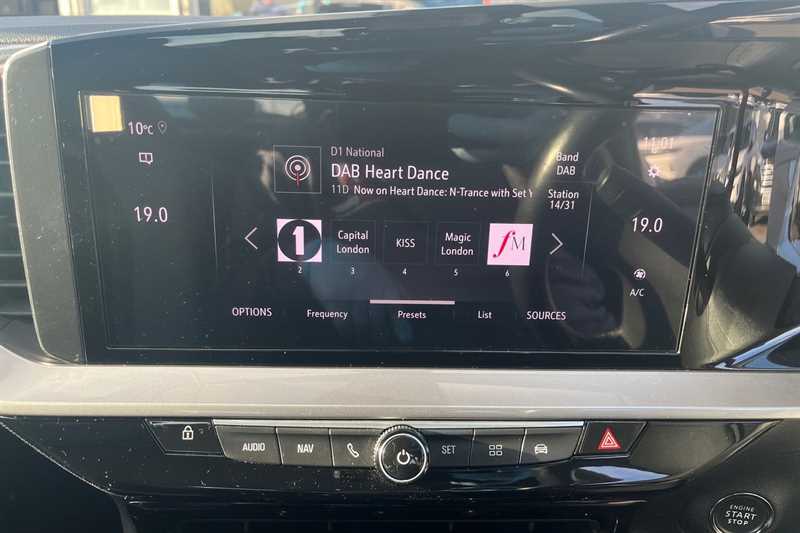 10°C
19.0
D1 National
DAB Heart Dance
11D Now on Heart Dance: N-Trance with Set Y
Band
DAB
Station
14/31
11:01
19.0
A/C
1
Capital
London
KISS
Magic
London
fM
2
3
4
5
6
OPTIONS
Frequency
Presets
List
SOURCES
AUDIO
NAV
SET
ENGINE
START
STOP